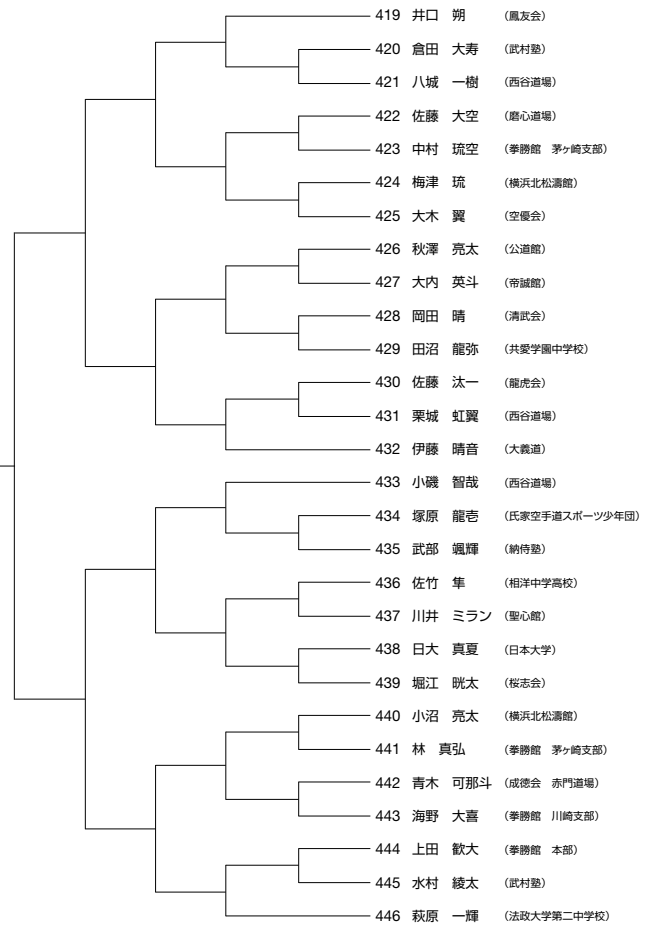 419 井口 朔 （鳳友会）
420 倉田 大寿 （武村塾）
421 八城 一樹 （西谷道場）
422 佐藤 大空 （磨心道場）
423 中村 琉空 （拳勝館 茅ヶ崎支部）
424 梅津 琉 （横浜北松濤館）
425 大木 翼 （空優会）
426 秋澤 亮太 （公道館）
427 大内 英斗 （帝誠館）
428 岡田 晴 （清武会）
429 田沼 龍弥 （共愛学園中学校）
430 佐藤 汰一 （龍虎会）
431 栗城 虹翼 （西谷道場）
432 伊藤 晴音 （大義道）
433 小磯 智哉 （西谷道場）
434 塚原 龍壱 （氏家空手道スポーツ少年団）
435 武部 颯輝 （納侍塾）
436 佐竹 隼 （相洋中学高校）
437 川井 ミラン （聖心館）
438 日大 真夏 （日本大学）
439 堀江 晄太 （桜志会）
440 小沼 亮太 （横浜北松濤館）
441 林 真弘 （拳勝館 茅ヶ崎支部）
442 青木 可那斗 （成徳会 赤門道場）
443 海野 大喜 （拳勝館 川崎支部）
444 上田 歓大 （拳勝館 本部）
445 水村 綾太 （武村塾）
446 萩原 一輝 （法政大学第二中学校）